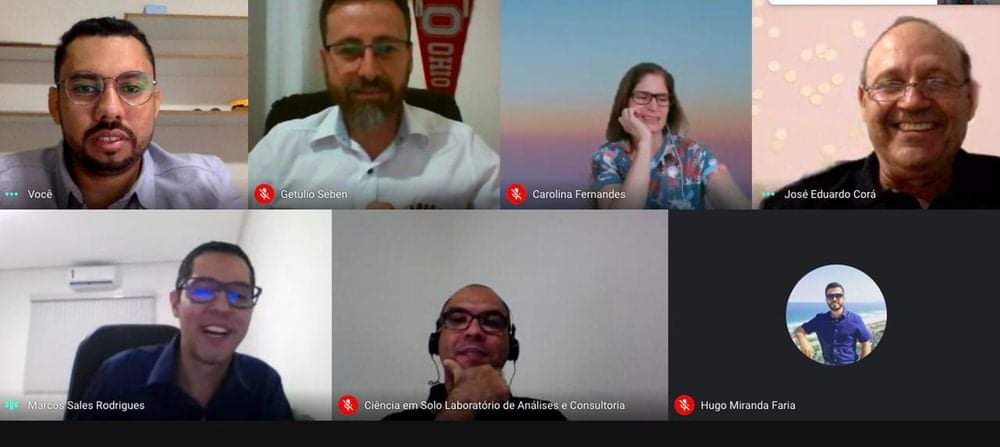 OHIO
Você
Getulio Seben
Carolina Fernandes
José Eduardo Corá
Marcos Sales Rodrigues
Ciência em Solo Laboratório de Análises e Consultoria
Hugo Miranda Faria